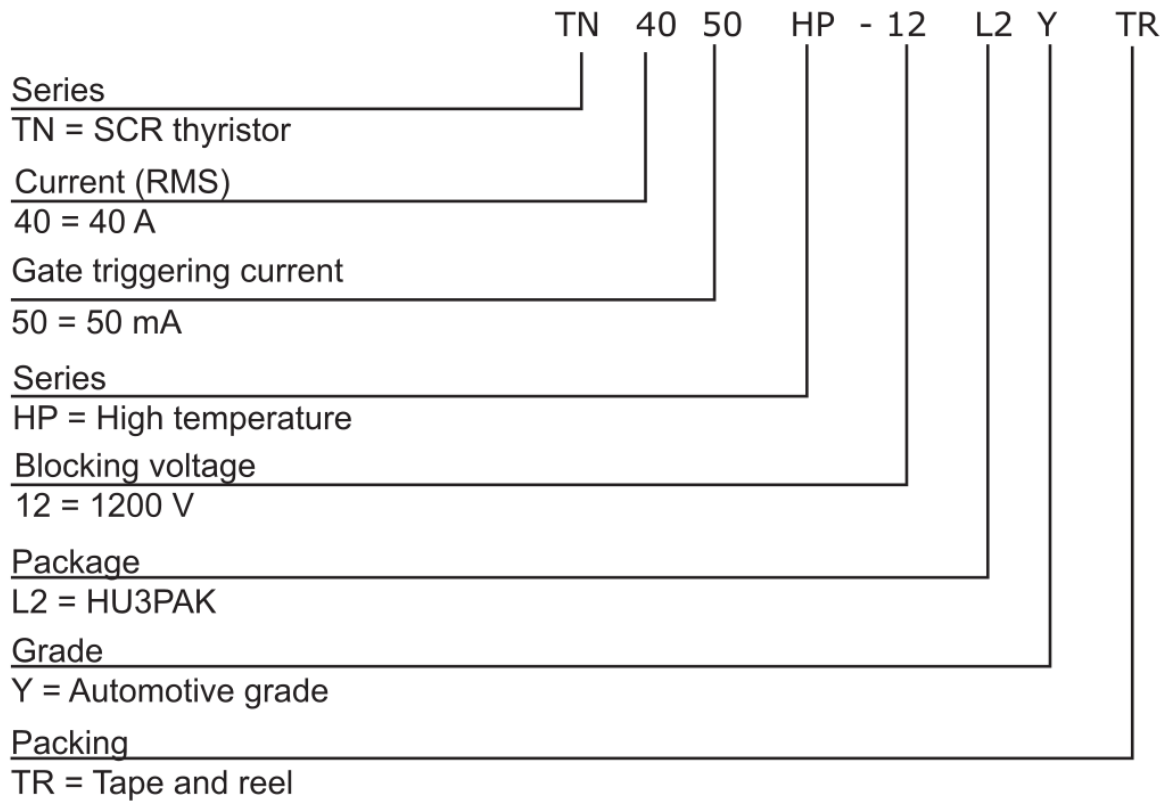 TN 40 50 HP - 12 L2 Y TR
Series
TN = SCR thyristor
Current (RMS)
40 = 40 A
Gate triggering current
50 = 50 mA
Series
HP = High temperature
Blocking voltage
12 = 1200 V
Package
L2 = HU3PAK
Grade
Y = Automotive grade
Packing
TR = Tape and reel